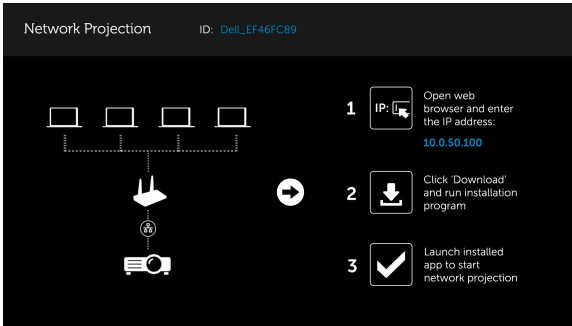 Network Projection
ID: Dell_EF46FC89
1
IP:
Open web
browser and enter
the IP address:
10.0.50.100
2
Click ‘Download’
and run installation
program
3
Launch installed
app to start
network projection